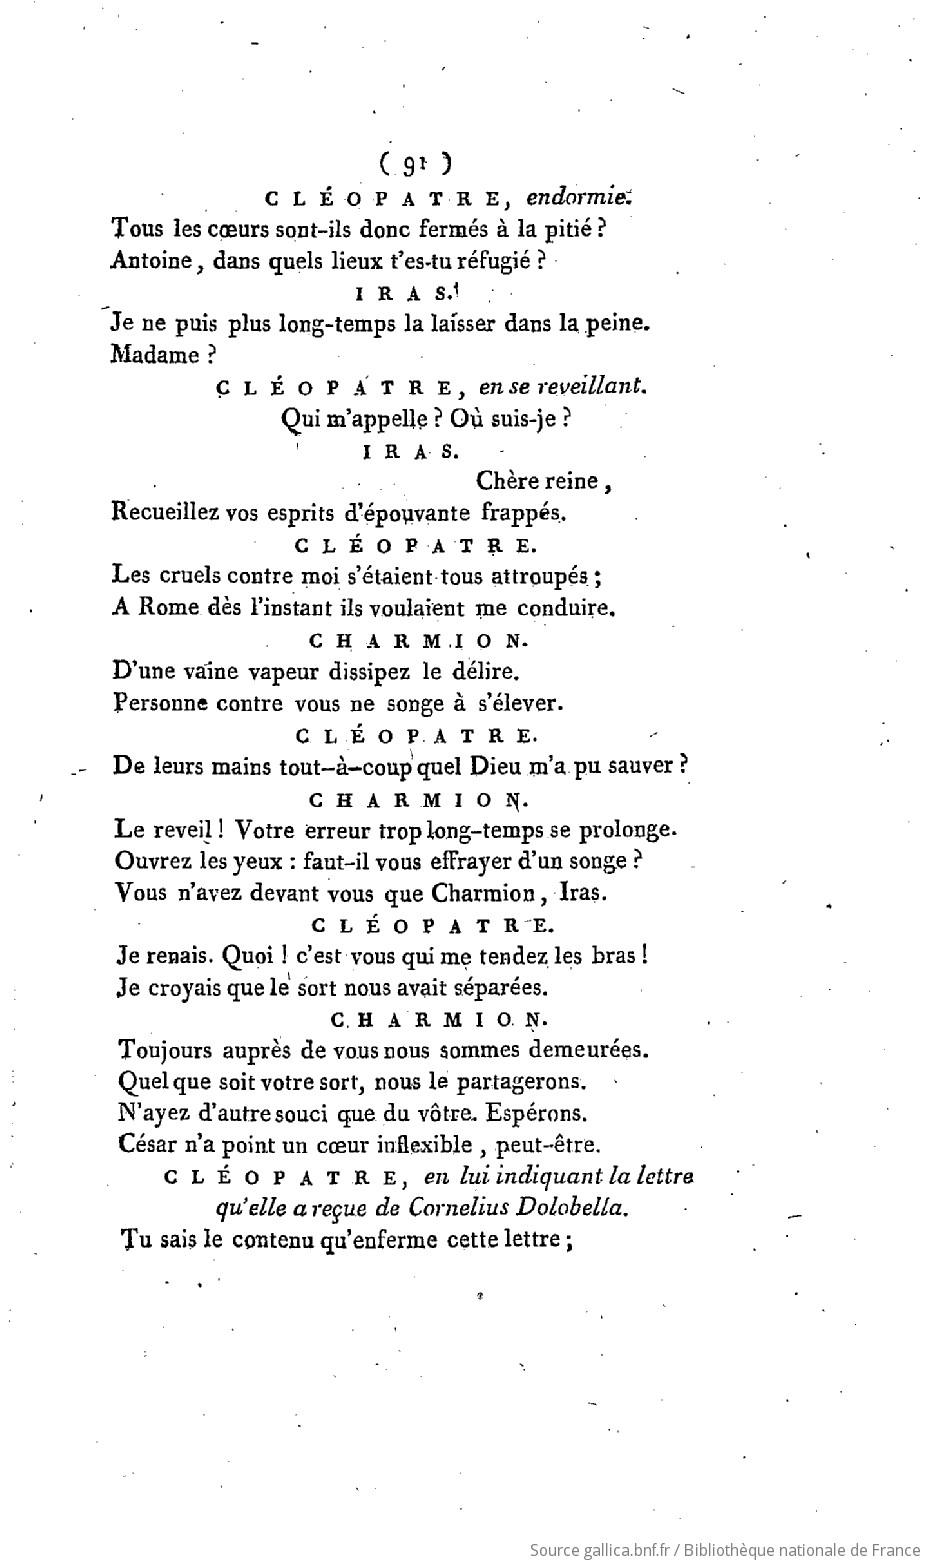 ( 91 )
CLÉOPATRE, endormie.
Tous les cœurs sont-ils donc fermés à la pitié ?
Antoine, dans quels lieux t'es-tu réfugié ?
IRAS.
Je ne puis plus long-temps la laisser dans la peine.
Madame ?
CLÉOPATRE, en se reveillant.
Qui m'appelle ? Où suis-je ?
IRAS.
Chère reine,
Recueillez vos esprits d'épouvante frappés.
CLÉOPATRE.
Les cruels contre moi s'étaient tous attroupés ;
A Rome dès l'instant ils voulaient me conduire.
CHARMION.
D'une vaine vapeur dissipez le délire.
Personne contre vous ne songe à s'élever.
CLÉOPATRE.
De leurs mains tout-à-coup quel Dieu m'a pu sauver ?
CHARMION.
Le reveil ! Votre erreur trop long-temps se prolonge.
Ouvrez les yeux : faut-il vous effrayer d'un songe ?
Vous n'avez devant vous que Charmion, Iras.
CLÉOPATRE.
Je renais. Quoi ! c'est vous qui me tendez les bras !
Je croyais que le sort nous avait séparées.
CHARMION.
Toujours auprès de vous nous sommes demeurées.
Quel que soit votre sort, nous le partagerons.
N'ayez d'autre souci que du vôtre. Espérons.
César n'a point un cœur inflexible, peut-être.
CLÉOPATRE, en lui indiquant la lettre
qu'elle a reçue de Cornelius Dolobella.
Tu sais le contenu qu'enferme cette lettre ;
Source gallica.bnf.fr / Bibliothèque nationale de France